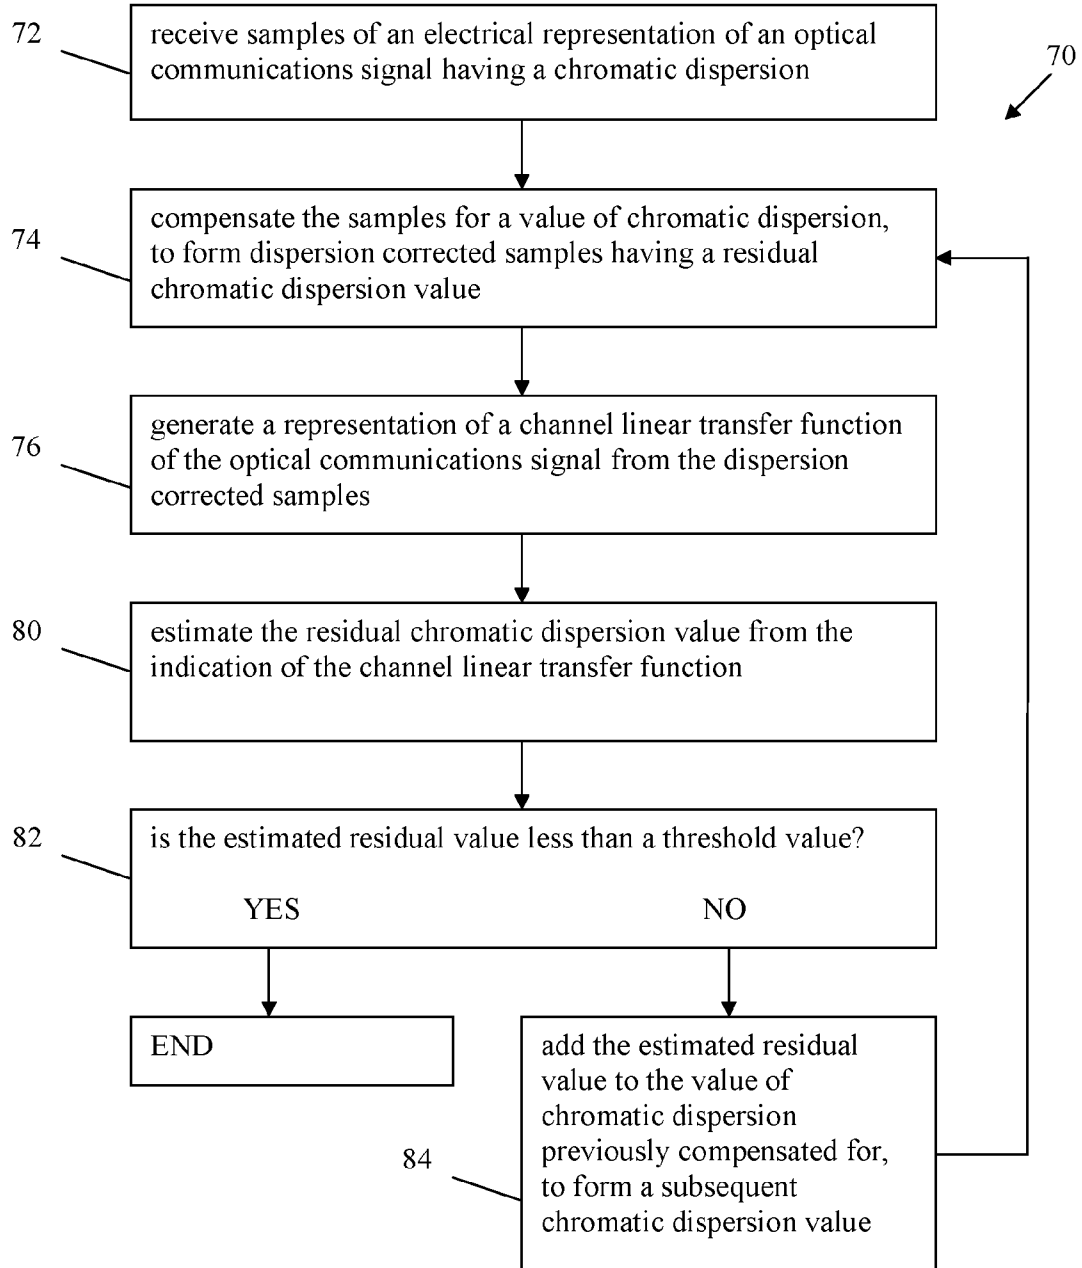 72
receive samples of an electrical representation of an optical
communications signal having a chromatic dispersion
70
74
compensate the samples for a value of chromatic dispersion,
to form dispersion corrected samples having a residual
chromatic dispersion value
76
generate a representation of a channel linear transfer function
of the optical communications signal from the dispersion
corrected samples
80
estimate the residual chromatic dispersion value from the
indication of the channel linear transfer function
82
is the estimated residual value less than a threshold value?
YES NO
END
84
add the estimated residual
value to the value of
chromatic dispersion
previously compensated for,
to form a subsequent
chromatic dispersion value